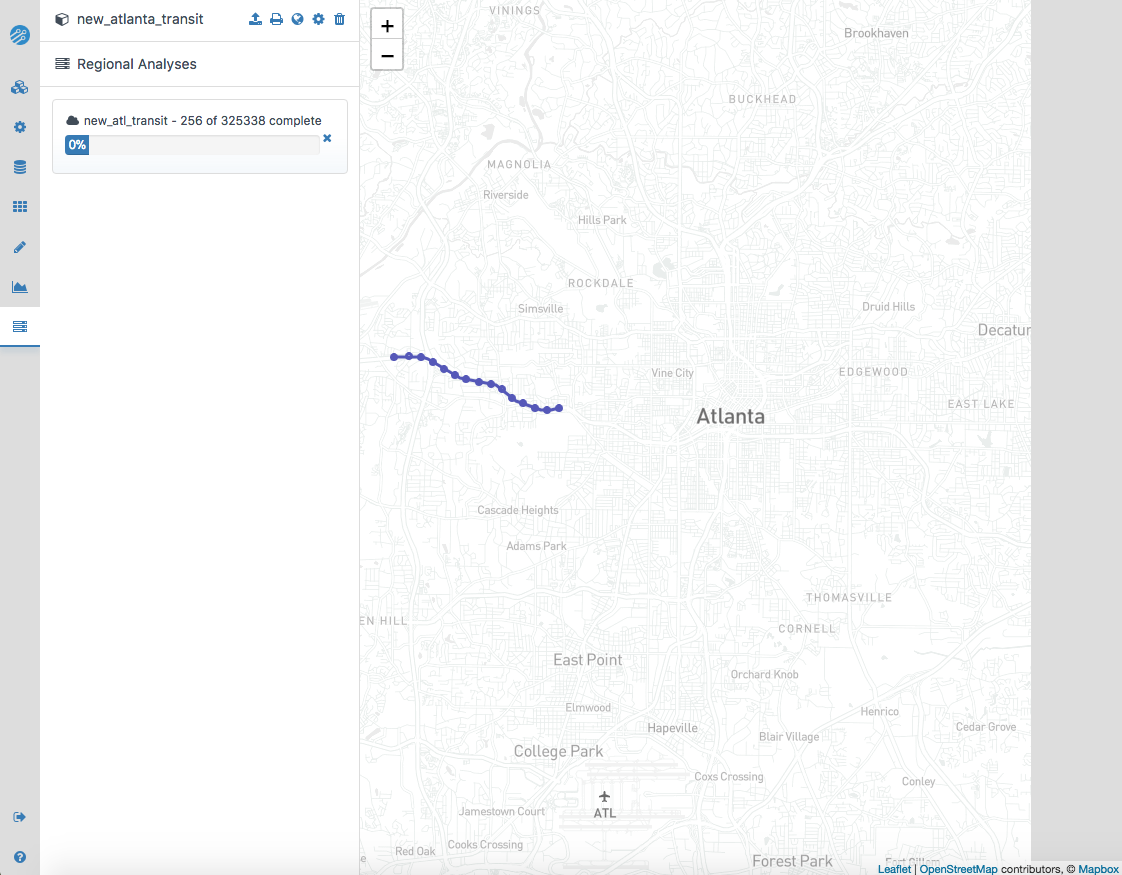 new_atlanta_transit
Regional Analyses
new_atl_transit - 256 of 325338 complete
0%
+
−
VININGS
Brookhaven
BUCKHEAD
MAGNOLIA
Riverside
Hills Park
ROCKDALE
Simsville
Druid Hills
Decatur
Vine City
EDGEWOOD
EAST LAKE
Atlanta
Cascade Heights
Adams Park
THOMASVILLE
EN HILL
CORNELL
East Point
Orchard Knob
Elmwood
Henrico
Hapeville
Cedar Grove
Blair Village
College Park
Coxs Crossing
Conley
ATL
Jamestown Court
Cooks Crossing
Red Oak
Forest Park
Leaflet | OpenStreetMap contributors, © Mapbox